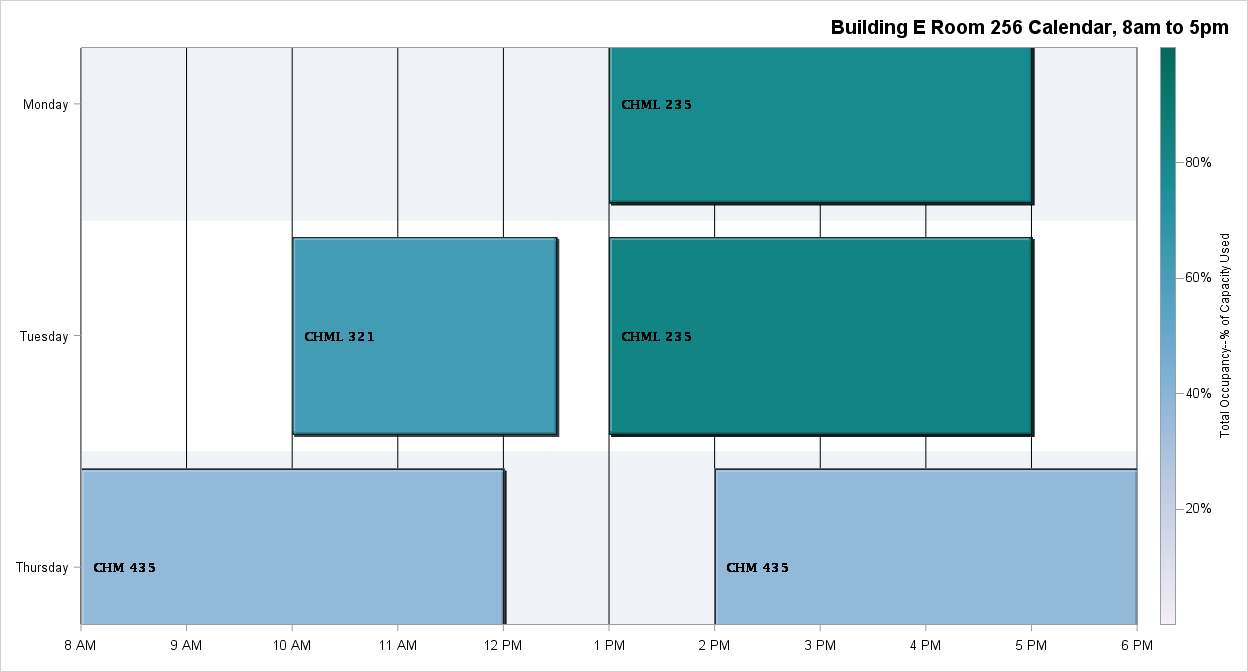 Building E Room 256 Calendar, 8am to 5pm
Monday
CHML 235
Tuesday
CHML 321
CHML 235
Thursday
CHM 435
CHM 435
8 AM
9 AM
10 AM
11 AM
12 PM
1 PM
2 PM
3 PM
4 PM
5 PM
6 PM
80%
60%
40%
20%
Total Occupancy--% of Capacity Used